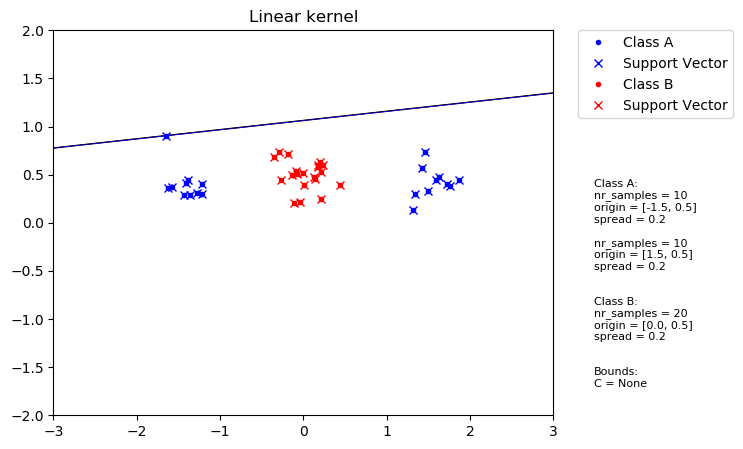 Linear kernel
2.0
1.5
1.0
0.5
0.0
−0.5
−1.0
−1.5
−2.0
−3
−2
−1
0
1
2
3
Class A
Support Vector
Class B
Support Vector
Class A:
nr_samples = 10
origin = [-1.5, 0.5]
spread = 0.2
nr_samples = 10
origin = [1.5, 0.5]
spread = 0.2
Class B:
nr_samples = 20
origin = [0.0, 0.5]
spread = 0.2
Bounds:
C = None